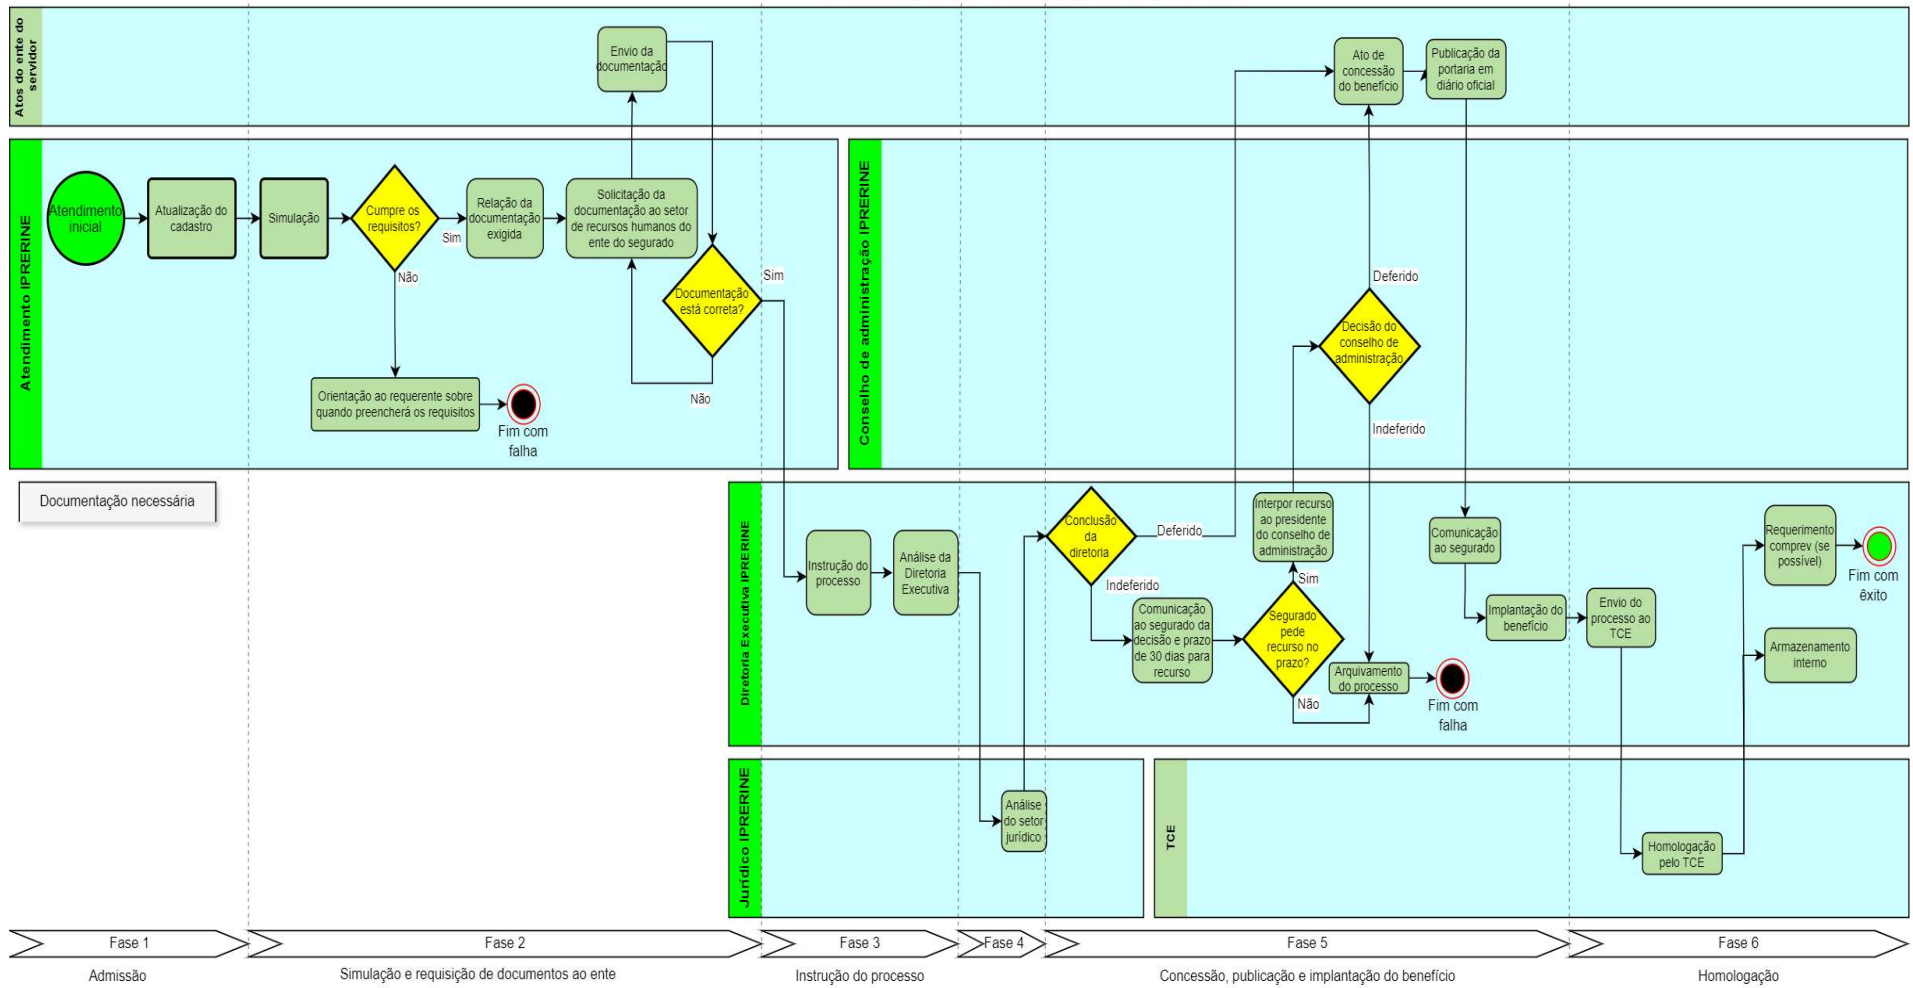 Atos do ente do
servidor
Envio da
documentação
Ato de
concessão
do benefício
Publicação da
portaria em
diário oficial
Atendimento IPRERINE
Atendimento
inicial
Atualização do
cadastro
Simulação
Cumpre os
requisitos?
Sim
Não
Relação da
documentação
exigida
Solicitação da
documentação ao setor
de recursos humanos do
ente do segurado
Documentação
está correta?
Sim
Não
Orientação ao requerente sobre
quando preencherá os requisitos
Fim com
falha
Conselho de administração IPRERINE
Deferido
Decisão do
conselho de
administração
Indeferido
Documentação necessária
Diretoria Executiva IPRERINE
Instrução do
processo
Análise da
Diretoria
Executiva
Conclusão
da
diretoria
Deferido
Indeferido
Comunicação
ao segurado da
decisão e prazo
de 30 dias para
recurso
Interpor recurso
ao presidente
do conselho de
administração
Sim
Segurado
pede
recurso no
prazo?
Não
Arquivamento
do processo
Fim com
falha
Comunicação
ao segurado
Implantação do
benefício
Envio do
processo ao
TCE
Requerimento
comprev (se
possível)
Fim com
êxito
Armazenamento
interno
Jurídico IPRERINE
Análise
do setor
jurídico
TCE
Homologação
pelo TCE
Fase 1
Fase 2
Fase 3
Fase 4
Fase 5
Fase 6
Admissão
Simulação e requisição de documentos ao ente
Instrução do processo
Concessão, publicação e implantação do benefício
Homologação